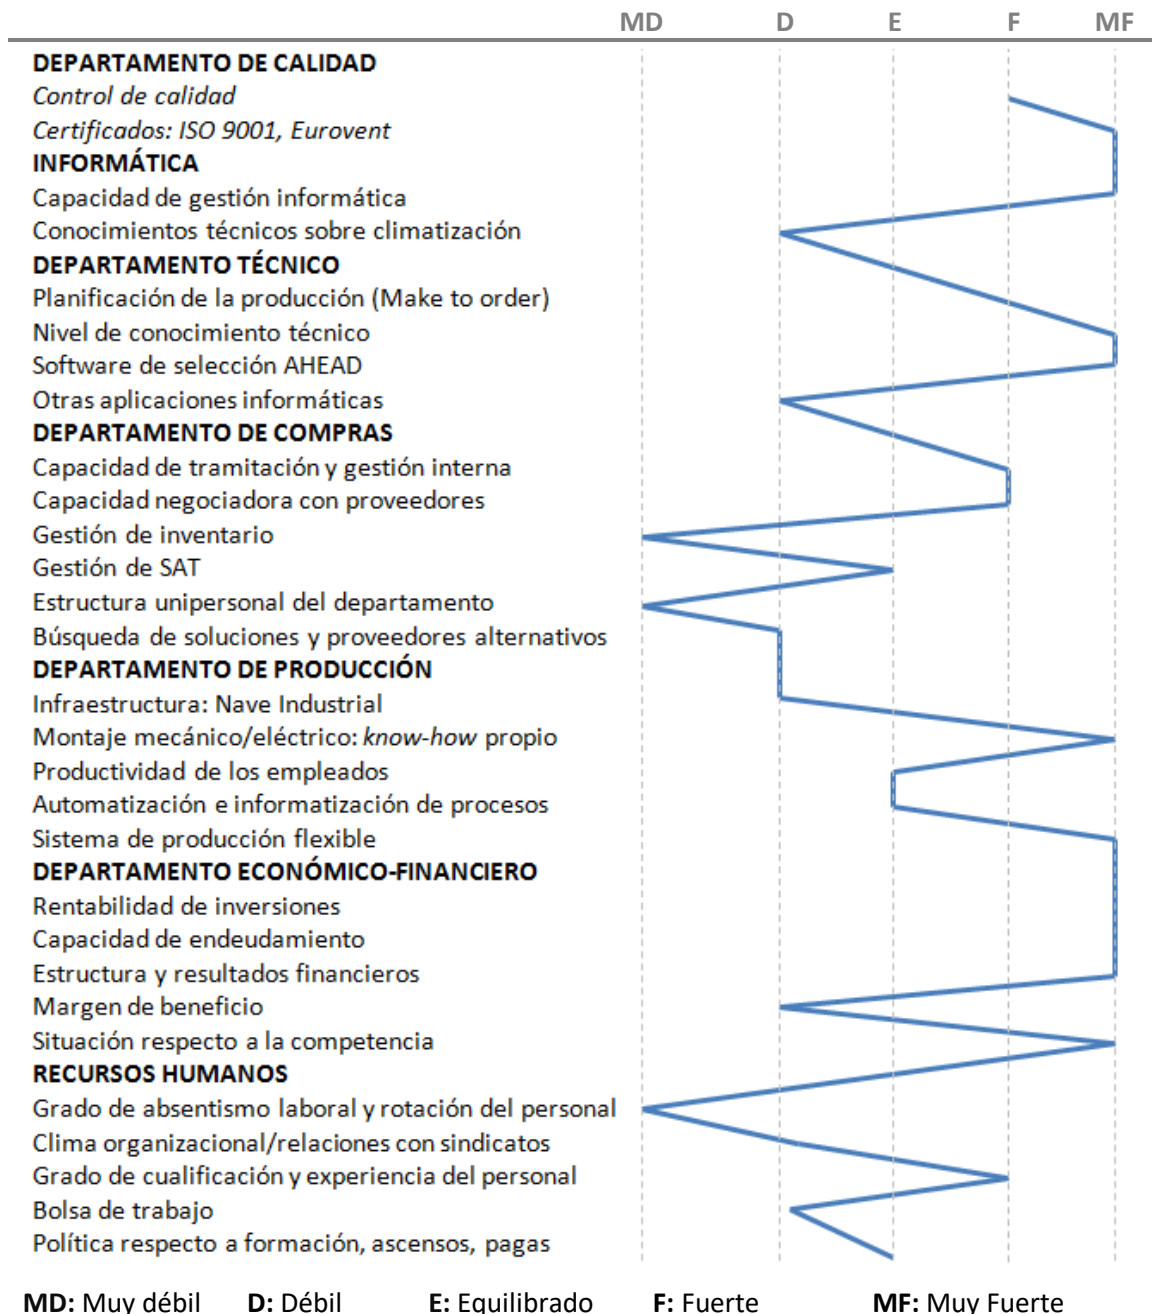 MD D E F MF
DEPARTAMENTO DE CALIDAD
Control de calidad
Certificados: ISO 9001, Eurovent
INFORMÁTICA
Capacidad de gestión informática
Conocimientos técnicos sobre climatización
DEPARTAMENTO TÉCNICO
Planificación de la producción (Make to order)
Nivel de conocimiento técnico
Software de selección AHEAD
Otras aplicaciones informáticas
DEPARTAMENTO DE COMPRAS
Capacidad de tramitación y gestión interna
Capacidad negociadora con proveedores
Gestión de inventario
Gestión de SAT
Estructura unipersonal del departamento
Búsqueda de soluciones y proveedores alternativos
DEPARTAMENTO DE PRODUCCIÓN
Infraestructura: Nave Industrial
Montaje mecánico/eléctrico: know-how propio
Productividad de los empleados
Automatización e informatización de procesos
Sistema de producción flexible
DEPARTAMENTO ECONÓMICO-FINANCIERO
Rentabilidad de inversiones
Capacidad de endeudamiento
Estructura y resultados financieros
Margen de beneficio
Situación respecto a la competencia
RECURSOS HUMANOS
Grado de absentismo laboral y rotación del personal
Clima organizacional/relaciones con sindicatos
Grado de cualificación y experiencia del personal
Bolsa de trabajo
Política respecto a formación, ascensos, pagas
MD: Muy débil D: Débil E: Equilibrado F: Fuerte MF: Muy Fuerte